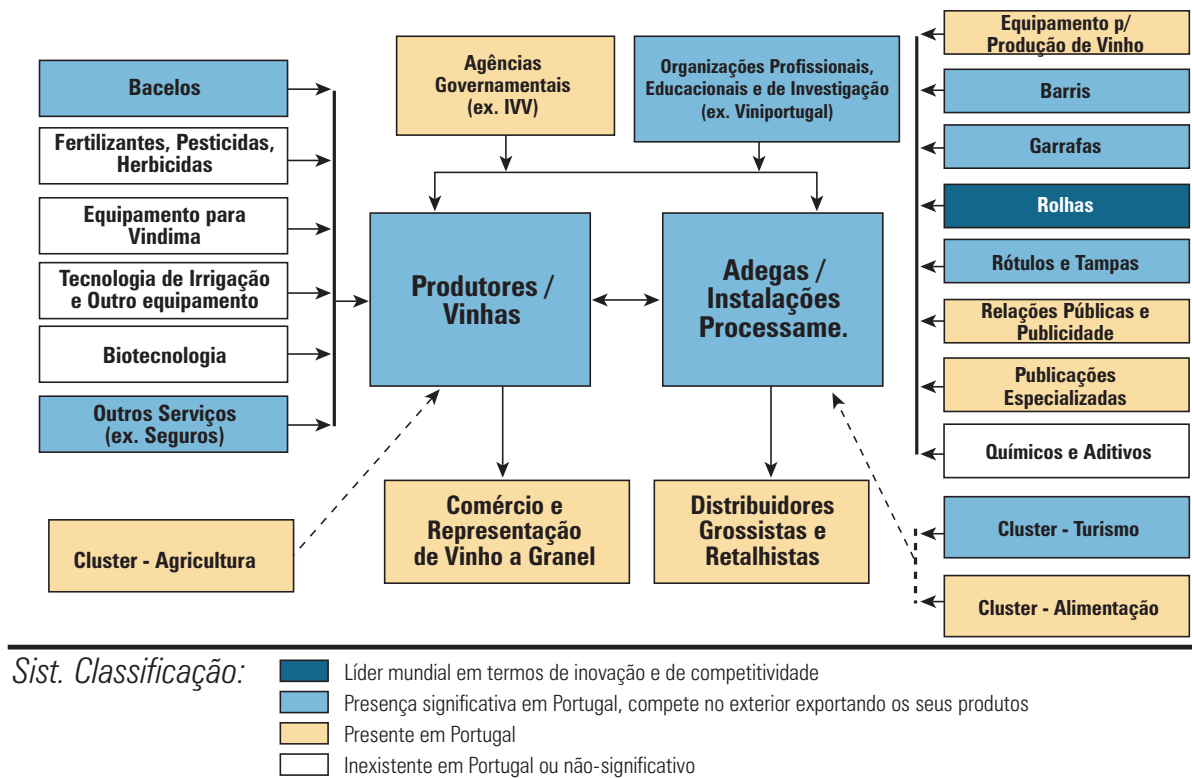 Agências
Governamentais
(ex. IVV)
Organizações Profissionais,
Educacionais e de Investigação
(ex. Viniportugal)
Bacelos
Fertilizantes, Pesticidas,
Herbicidas
Equipamento para
Vindima
Tecnologia de Irrigação
e Outro equipamento
Biotecnologia
Outros Serviços
(ex. Seguros)
Produtores /
Vinhas
Adegas /
Instalações
Processame.
Equipamento p/
Produção de Vinho
Barris
Garrafas
Rolhas
Rótulos e Tampas
Relações Públicas e
Publicidade
Publicações
Especializadas
Químicos e Aditivos
Cluster - Agricultura
Comércio e
Representação
de Vinho a Granel
Distribuidores
Grossistas e
Retalhistas
Cluster - Turismo
Cluster - Alimentação
Sist. Classificação:
Líder mundial em termos de inovação e de competitividade
Presença significativa em Portugal, compete no exterior exportando os seus produtos
Presente em Portugal
Inexistente em Portugal ou não-significativo